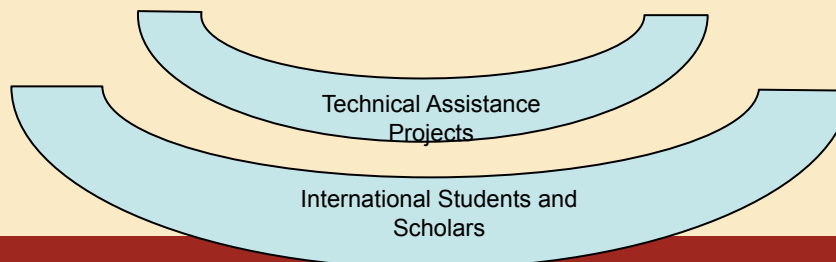 Technical Assistance
Projects
International Students and
Scholars